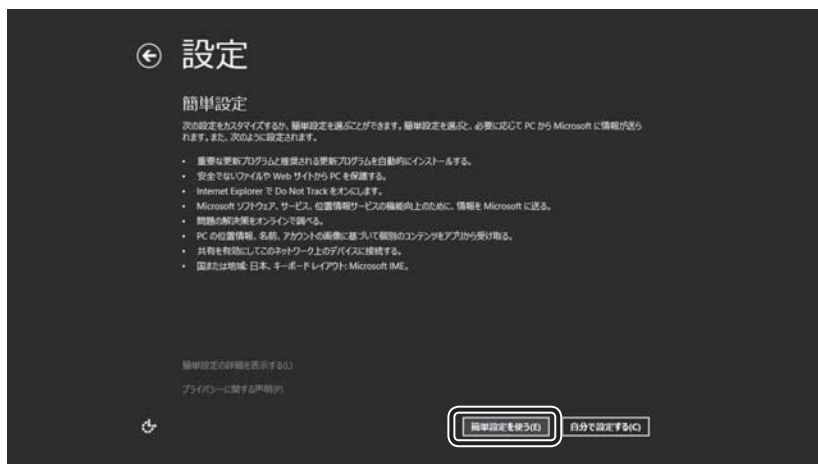 設定
簡単設定
次の設定をカスタマイズするか、簡単設定を選ぶことができます。簡単設定を選ぶと、必要に応じて PC から Microsoft に情報が送ら
れます。また、次のように設定されます。
• 重要な更新プログラムと推奨される更新プログラムを自動的にインストールする。
• 安全でないファイルや Web サイトから PC を保護する。
• Internet Explorer で Do Not Track をオンにします。
• Microsoft ソフトウェア、サービス、位置情報サービスの機能向上のために、情報を Microsoft に送る。
• 問題の解決策をオンラインで調べる。
• PC の位置情報、名前、アカウントの画像に基づいて個別のコンテンツをアプリから受け取る。
• 共有を有効にしてこのネットワーク上のデバイスに接続する。
• 国または地域: 日本、キーボード レイアウト: Microsoft IME。
簡単設定の詳細を表示する(L)
プライバシーに関する声明(P)
簡単設定を使う(E) 自分で設定する(C)